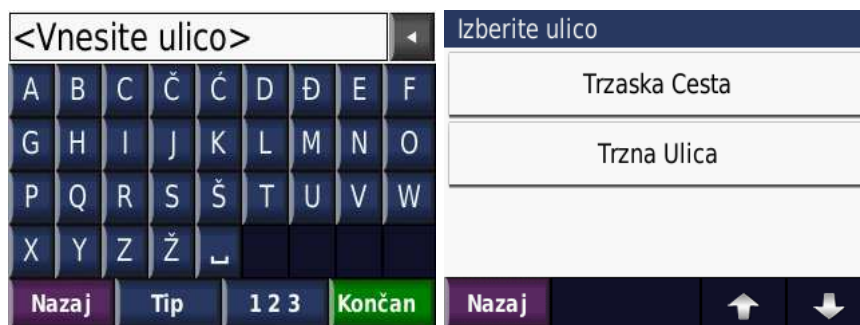 <Vnesite ulico>
A B C Č Ć D Đ E F
G H I J K L M N O
P Q R S Š T U V W
X Y Z Ž
Nazaj Tip 1 2 3 Končan
Izberite ulico
Trzaska Cesta
Trzna Ulica
Nazaj